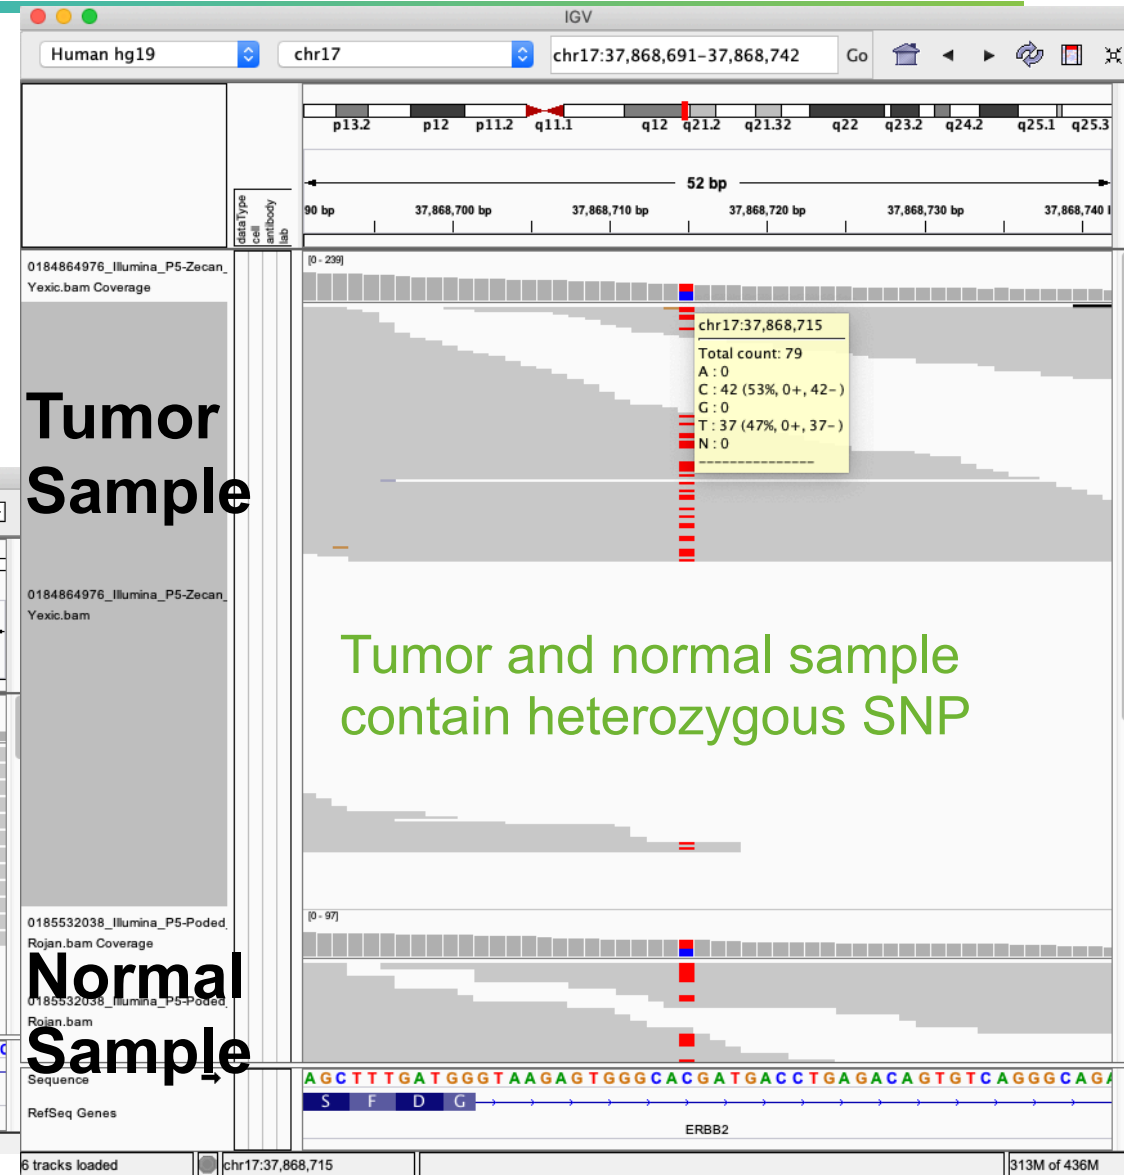 IGV
Human hg19
chr17
chr17:37,868,691-37,868,742
Go
p13.2 p12 p11.2 q11.1 q12 q21.2 q21.32 q22 q23.2 q24.2 q25.1 q25.3
52 bp
dataType
cell
antibody
lab
90 bp 37,868,700 bp 37,868,710 bp 37,868,720 bp 37,868,730 bp 37,868,740
0184864976_Illumina_P5-Zecan_
Yexic.bam Coverage
[0 - 239]
chr17:37,868,715
Total count: 79
A : 0
C : 42 (53%, 0+, 42-)
G : 0
T : 37 (47%, 0+, 37-)
N : 0
---------------
Tumor
Sample
0184864976_Illumina_P5-Zecan_
Yexic.bam
Tumor and normal sample
contain heterozygous SNP
0185532038_Illumina_P5-Poded_
Rojan.bam Coverage
[0 - 97]
Normal
Sample
0185532038_Illumina_P5-Poded_
Rojan.bam
Sequence
A G C T T T G A T G G G T A A G A G T G G G C A C G A T G A C C T G A G A C A G T G T C A G G G C A G A
RefSeq Genes
S F D G
ERBB2
6 tracks loaded
chr17:37,868,715
313M of 436M